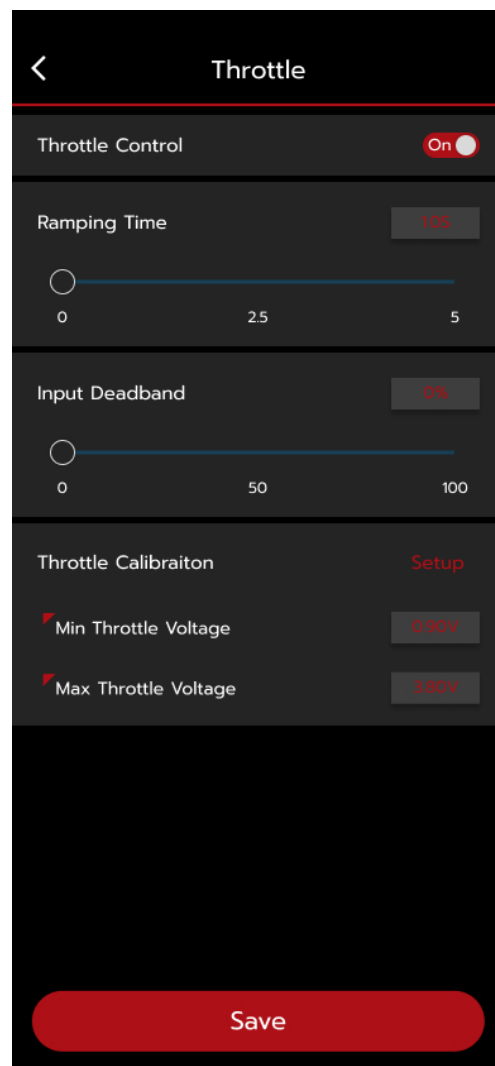 Throttle
Throttle Control
On
Ramping Time
1.0S
0 2.5 5
Input Deadband
0%
0 50 100
Throttle Calibraiton
Setup
Min Throttle Voltage
0.90V
Max Throttle Voltage
3.80V
Save